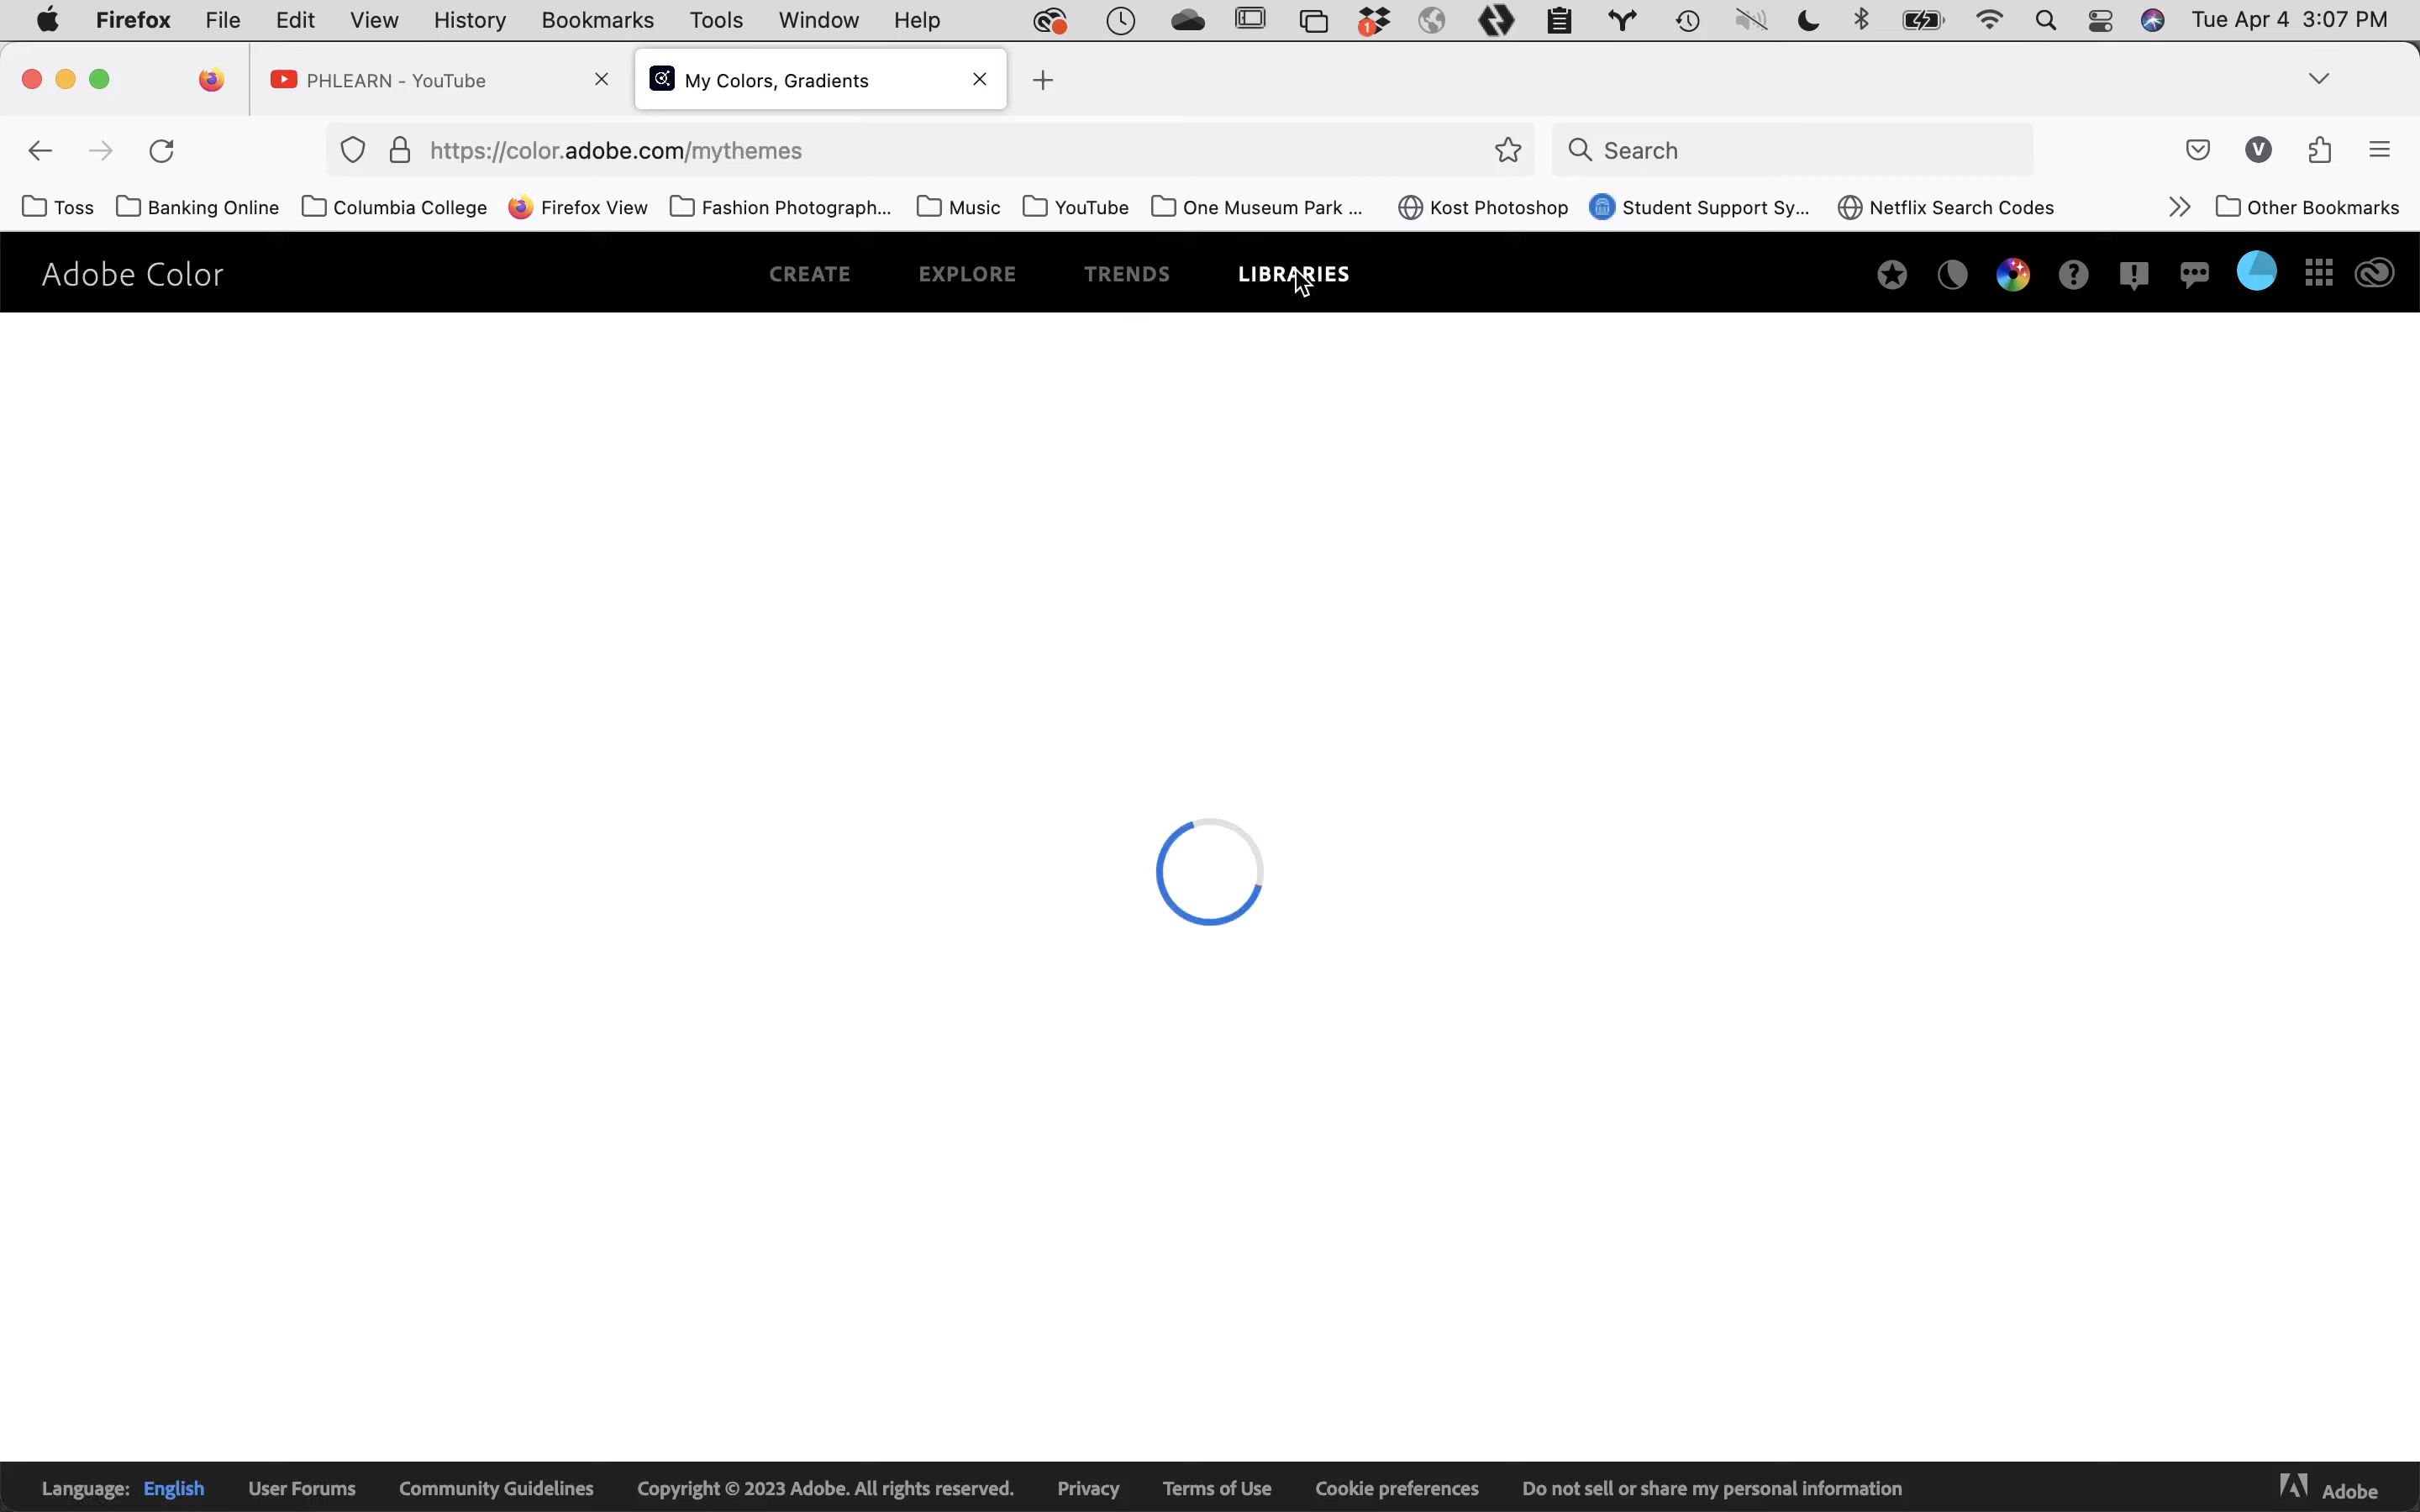 Firefox File Edit View History Bookmarks Tools Window Help 1 Tue Apr 4 3:07 PM
PHLEARN - YouTube My Colors, Gradients
https://color.adobe.com/mythemes Search V
Toss Banking Online Columbia College Firefox View Fashion Photograph... Music YouTube One Museum Park ... Kost Photoshop Student Support Sy... Netflix Search Codes Other Bookmarks
Adobe Color CREATE EXPLORE TRENDS LIBRARIES
Language: English User Forums Community Guidelines Copyright © 2023 Adobe. All rights reserved. Privacy Terms of Use Cookie preferences Do not sell or share my personal information Adobe